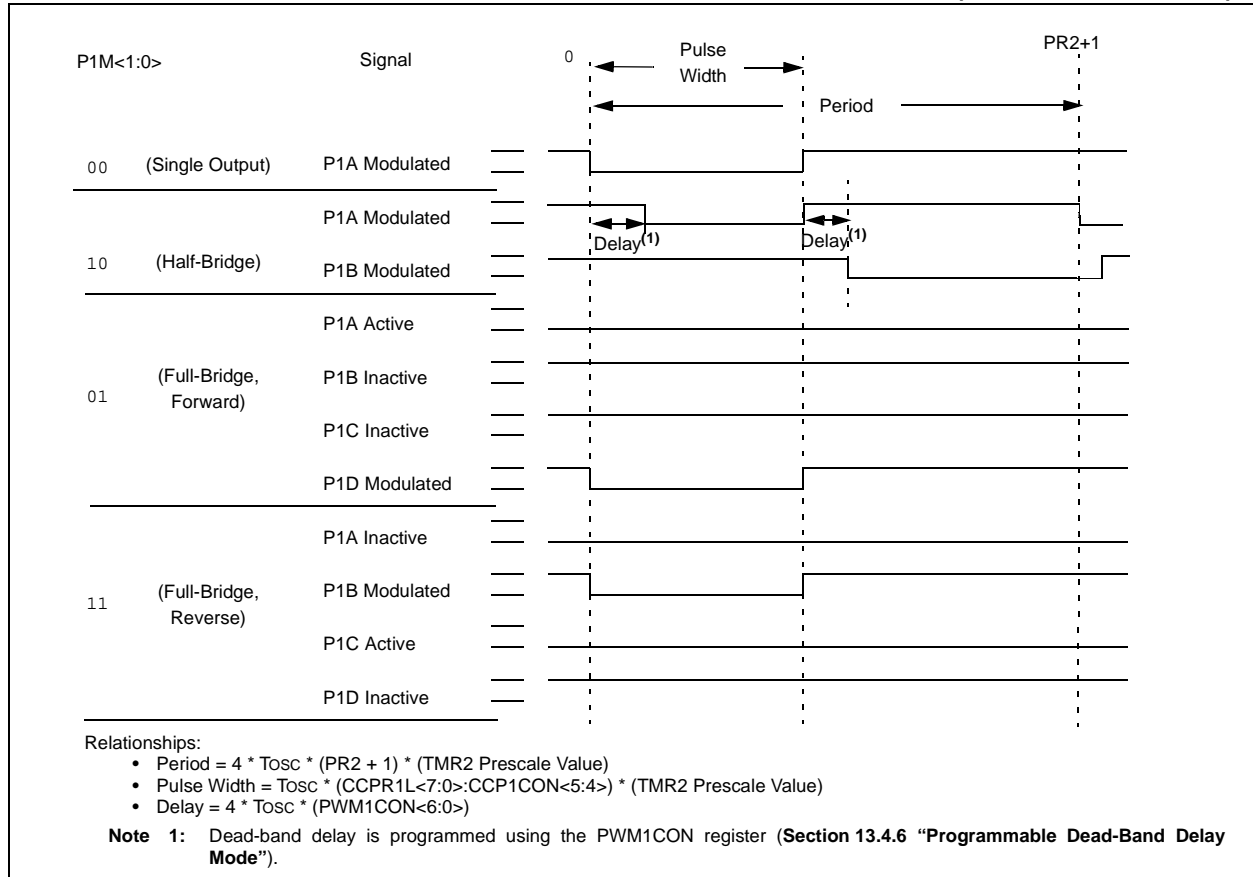 P1M<1:0>
Signal
0
Pulse
Width
PR2+1
Period
00 (Single Output) P1A Modulated
P1A Modulated
Delay(1) Delay(1)
10 (Half-Bridge) P1B Modulated
P1A Active
(Full-Bridge, P1B Inactive
01 Forward)
P1C Inactive
P1D Modulated
P1A Inactive
(Full-Bridge, P1B Modulated
11 Reverse)
P1C Active
P1D Inactive
Relationships:
• Period = 4 * TOSC * (PR2 + 1) * (TMR2 Prescale Value)
• Pulse Width = TOSC * (CCPR1L<7:0>:CCP1CON<5:4>) * (TMR2 Prescale Value)
• Delay = 4 * TOSC * (PWM1CON<6:0>)
Note 1: Dead-band delay is programmed using the PWM1CON register (Section 13.4.6 “Programmable Dead-Band Delay
Mode”).